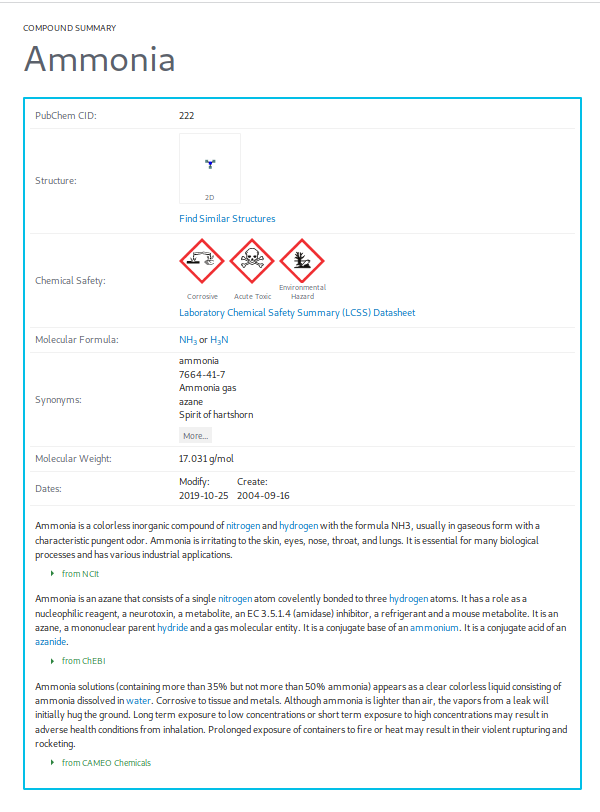 COMPOUND SUMMARY
Ammonia
PubChem CID: 222
Structure:
2D
Find Similar Structures
Chemical Safety:
Corrosive Acute Toxic Environmental Hazard
Laboratory Chemical Safety Summary (LCSS) Datasheet
Molecular Formula: NH3 or H3N
Synonyms:
ammonia
7664-41-7
Ammonia gas
azane
Spirit of hartshorn
More...
Molecular Weight: 17.031 g/mol
Dates:
Modify: Create:
2019-10-25 2004-09-16
Ammonia is a colorless inorganic compound of nitrogen and hydrogen with the formula NH3, usually in gaseous form with a
characteristic pungent odor. Ammonia is irritating to the skin, eyes, nose, throat, and lungs. It is essential for many biological
processes and has various industrial applications.
from NCIt
Ammonia is an azane that consists of a single nitrogen atom covelently bonded to three hydrogen atoms. It has a role as a
nucleophilic reagent, a neurotoxin, a metabolite, an EC 3.5.1.4 (amidase) inhibitor, a refrigerant and a mouse metabolite. It is an
azane, a mononuclear parent hydride and a gas molecular entity. It is a conjugate base of an ammonium. It is a conjugate acid of an
azanide.
from ChEBI
Ammonia solutions (containing more than 35% but not more than 50% ammonia) appears as a clear colorless liquid consisting of
ammonia dissolved in water. Corrosive to tissue and metals. Although ammonia is lighter than air, the vapors from a leak will
initially hug the ground. Long term exposure to low concentrations or short term exposure to high concentrations may result in
adverse health conditions from inhalation. Prolonged exposure of containers to fire or heat may result in their violent rupturing and
rocketing.
from CAMEO Chemicals